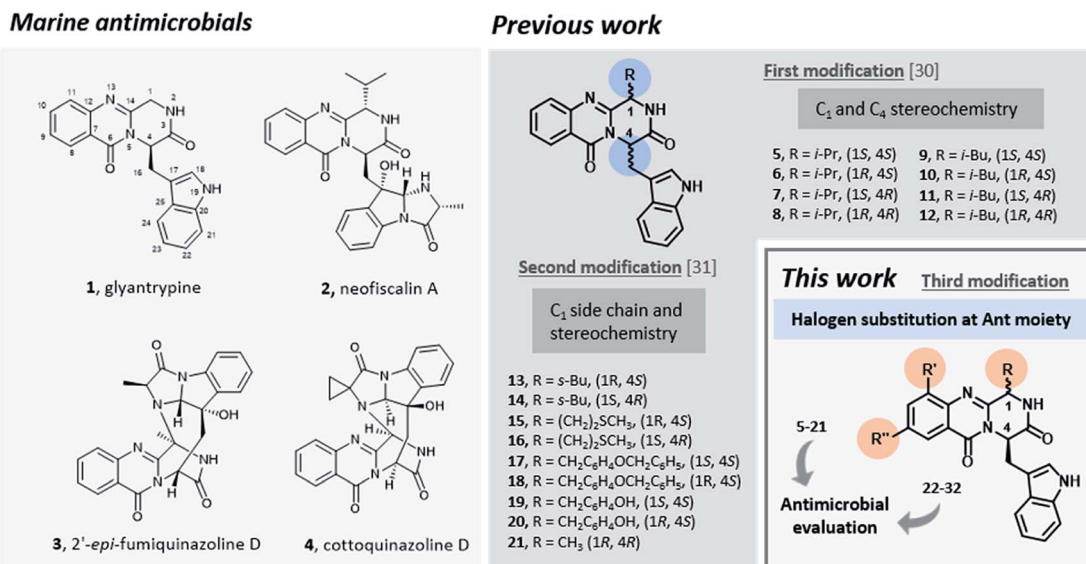 Marine antimicrobials
13
1
11
N
2
10
12
14
NH
9
7
N
3
6
5
4
O
8
O
16
17
18
19
NH
25
20
24
21
23
22
1, glyantrypine
N
NH
N
O
O
OH
H
H
N
N
O
2, neofiscalin A
O
N
N
H
OH
N
NH
N
O
H
O
3, 2'-epi-fumiquinazoline D
O
N
N
H
OH
H
N
NH
N
O
H
O
4, cottoquinazoline D
Previous work
R
N
1
NH
4
N
O
O
NH
First modification [30]
C1 and C4 stereochemistry
5, R = i-Pr, (1S, 4S)
6, R = i-Pr, (1R, 4S)
7, R = i-Pr, (1S, 4R)
8, R = i-Pr, (1R, 4R)
9, R = i-Bu, (1S, 4S)
10, R = i-Bu, (1R, 4S)
11, R = i-Bu, (1S, 4R)
12, R = i-Bu, (1R, 4R)
Second modification [31]
C1 side chain and
stereochemistry
13, R = s-Bu, (1R, 4S)
14, R = s-Bu, (1S, 4R)
15, R = (CH2)2SCH3, (1R, 4S)
16, R = (CH2)2SCH3, (1S, 4R)
17, R = CH2C6H4OCH2C6H5, (1S, 4S)
18, R = CH2C6H4OCH2C6H5, (1R, 4S)
19, R = CH2C6H4OH, (1S, 4S)
20, R = CH2C6H4OH, (1R, 4S)
21, R = CH3 (1R, 4R)
This work Third modification
Halogen substitution at Ant moiety
R'
R
N
1
NH
R"
N
4
O
O
NH
5-21
22-32
Antimicrobial
evaluation